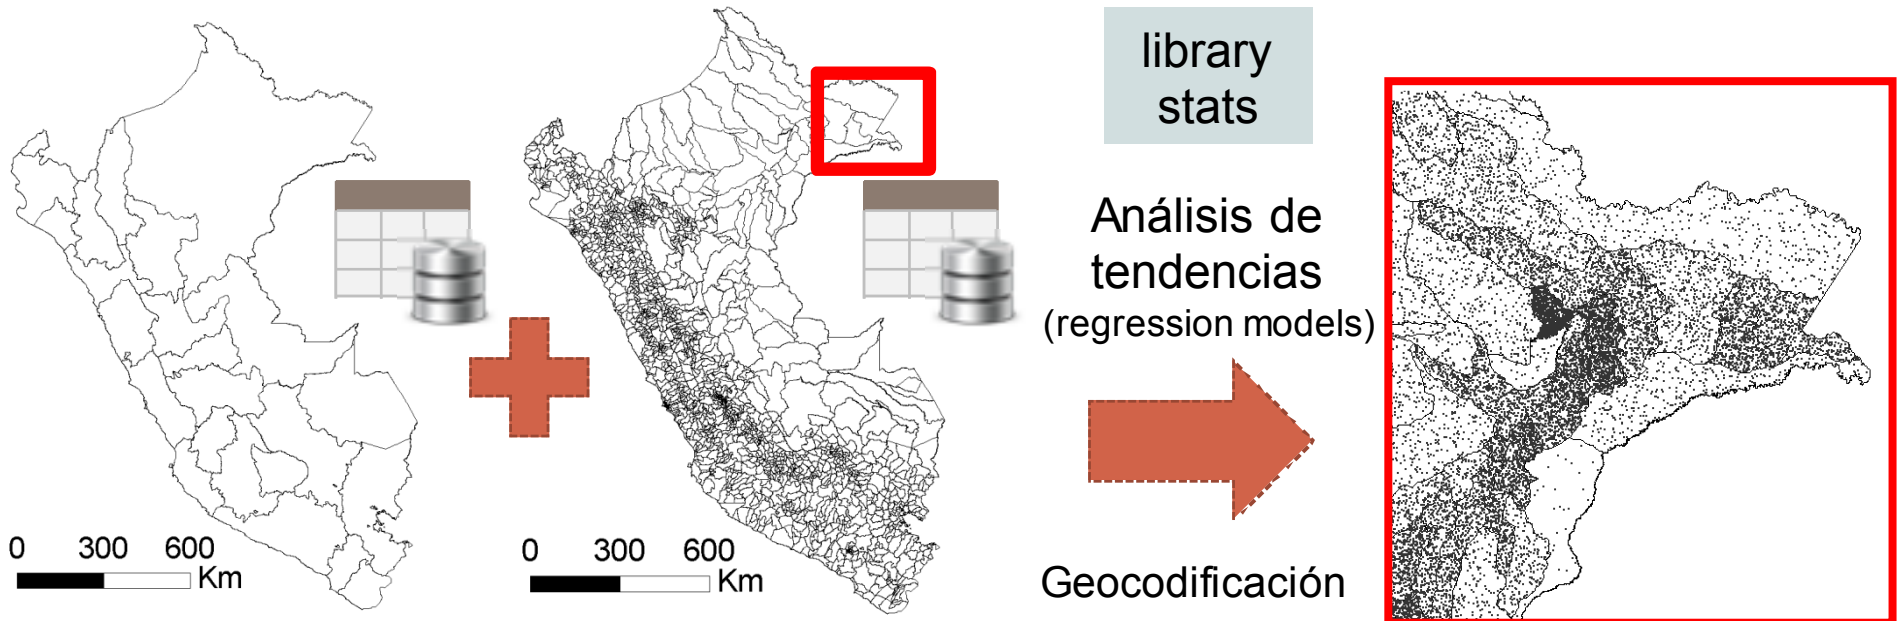 library
stats
Análisis de
tendencias
(regression models)
Geocodificación
0 300 600
Km
0 300 600
Km